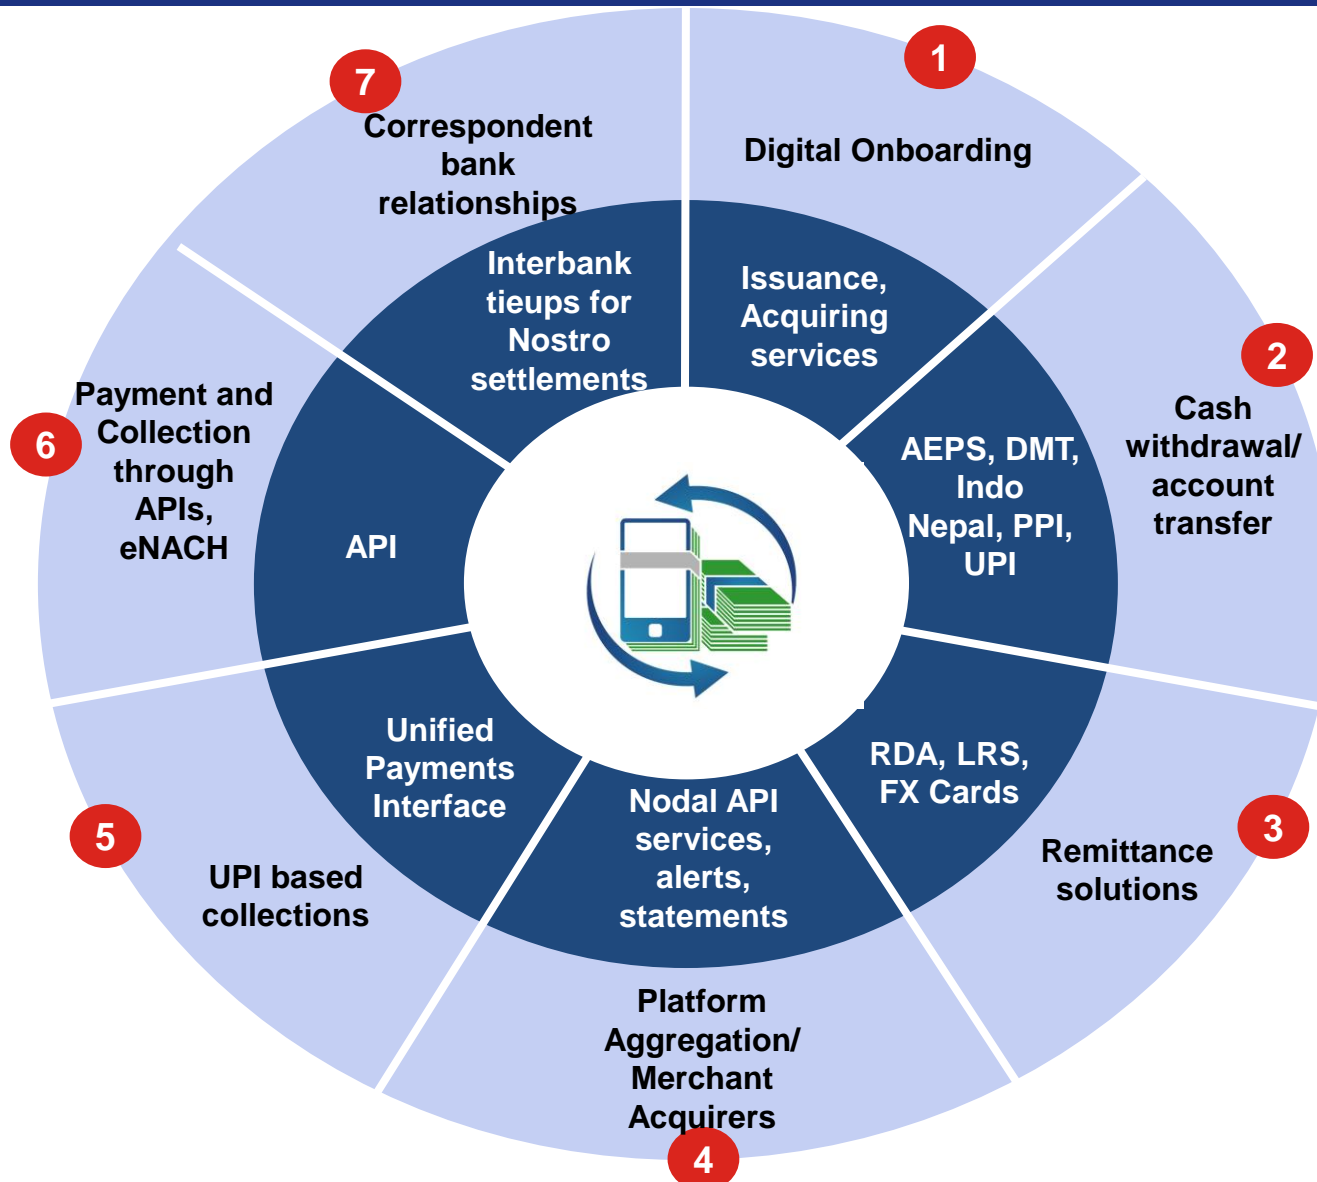 1
Digital Onboarding
Issuance,
Acquiring
services
2
Cash
withdrawal/
account
transfer
AEPS, DMT,
Indo
Nepal, PPI,
UPI
3
Remittance
solutions
RDA, LRS,
FX Cards
4
Platform
Aggregation/
Merchant
Acquirers
Nodal API
services,
alerts,
statements
5
UPI based
collections
Unified
Payments
Interface
6
Payment and
Collection
through
APIs,
eNACH
API
7
Correspondent
bank
relationships
Interbank
tieups for
Nostro
settlements